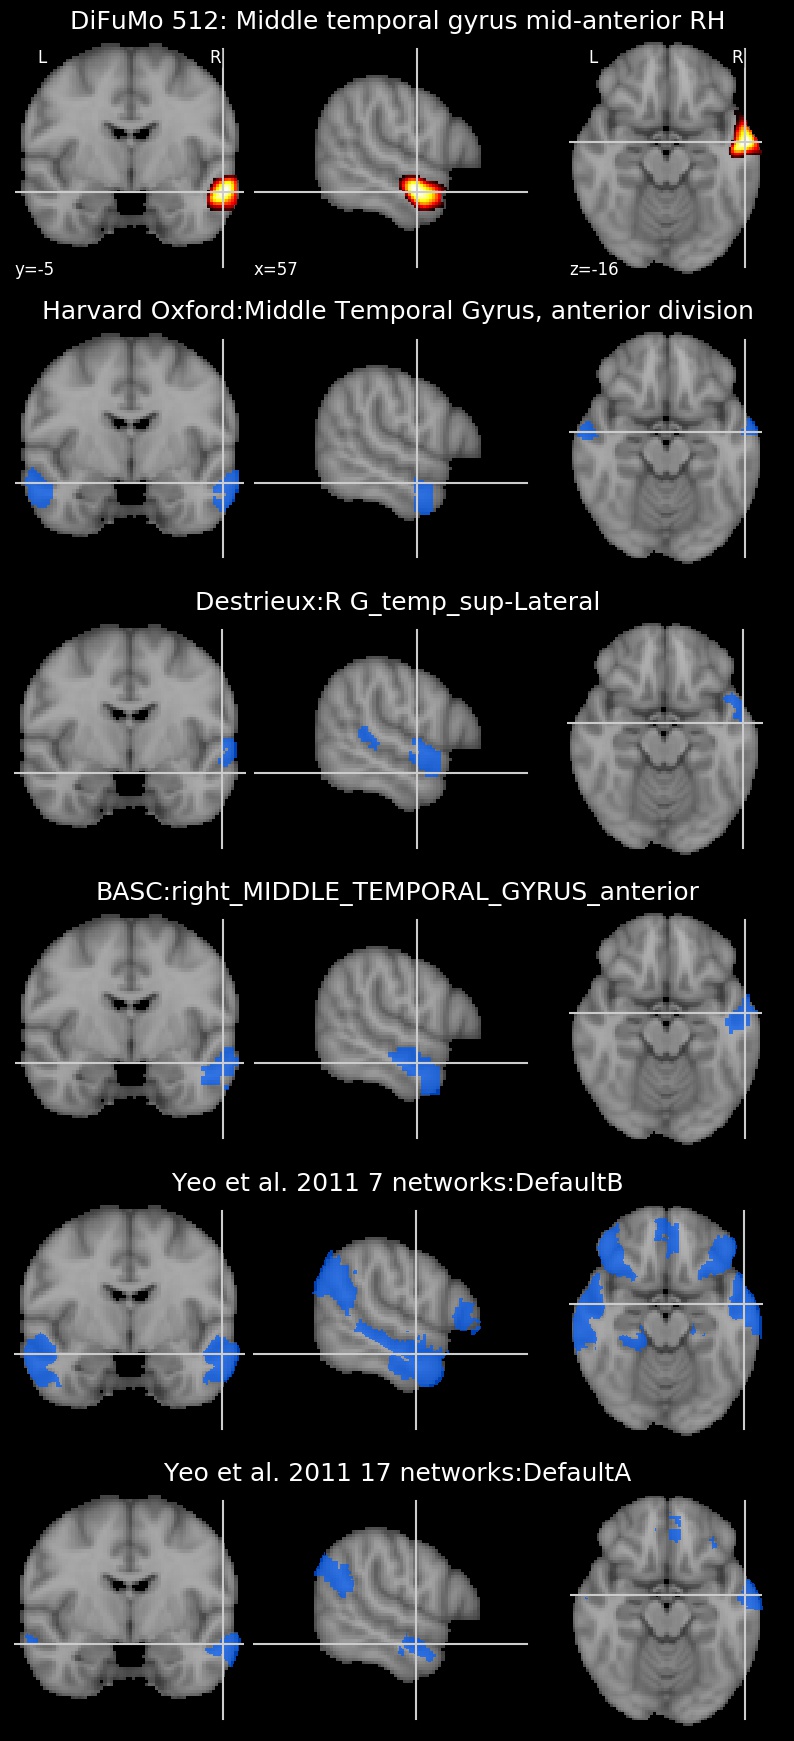 DiFuMo 512: Middle temporal gyrus mid-anterior RH
L R L R
y=-5 x=57 z=-16
Harvard Oxford:Middle Temporal Gyrus, anterior division
Destrieux:R G_temp_sup-Lateral
BASC:right_MIDDLE_TEMPORAL_GYRUS_anterior
Yeo et al. 2011 7 networks:DefaultB
Yeo et al. 2011 17 networks:DefaultA